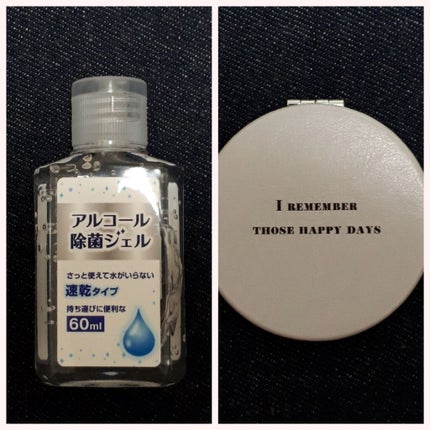 アルコール
除菌ジェル
さっと使えて水がいらない
速乾タイプ
持ち運びに便利な
60ml
I REMEMBER
THOSE HAPPY DAYS